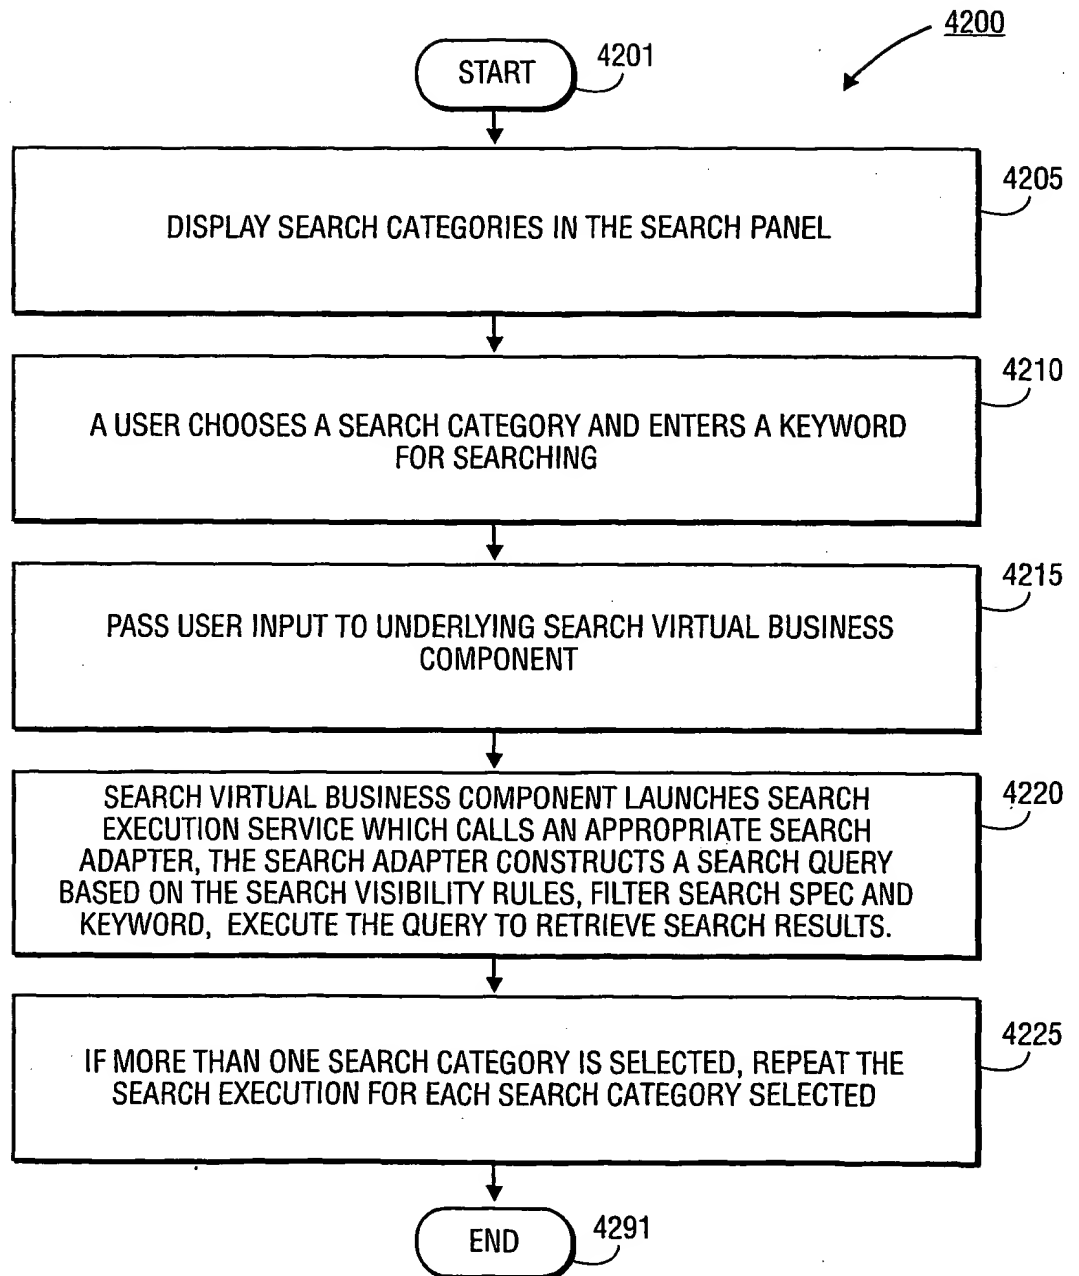 4200
START
4201
4205
DISPLAY SEARCH CATEGORIES IN THE SEARCH PANEL
4210
A USER CHOOSES A SEARCH CATEGORY AND ENTERS A KEYWORD
FOR SEARCHING
4215
PASS USER INPUT TO UNDERLYING SEARCH VIRTUAL BUSINESS
COMPONENT
4220
SEARCH VIRTUAL BUSINESS COMPONENT LAUNCHES SEARCH
EXECUTION SERVICE WHICH CALLS AN APPROPRIATE SEARCH
ADAPTER, THE SEARCH ADAPTER CONSTRUCTS A SEARCH QUERY
BASED ON THE SEARCH VISIBILITY RULES, FILTER SEARCH SPEC AND
KEYWORD, EXECUTE THE QUERY TO RETRIEVE SEARCH RESULTS.
4225
IF MORE THAN ONE SEARCH CATEGORY IS SELECTED, REPEAT THE
SEARCH EXECUTION FOR EACH SEARCH CATEGORY SELECTED
END
4291